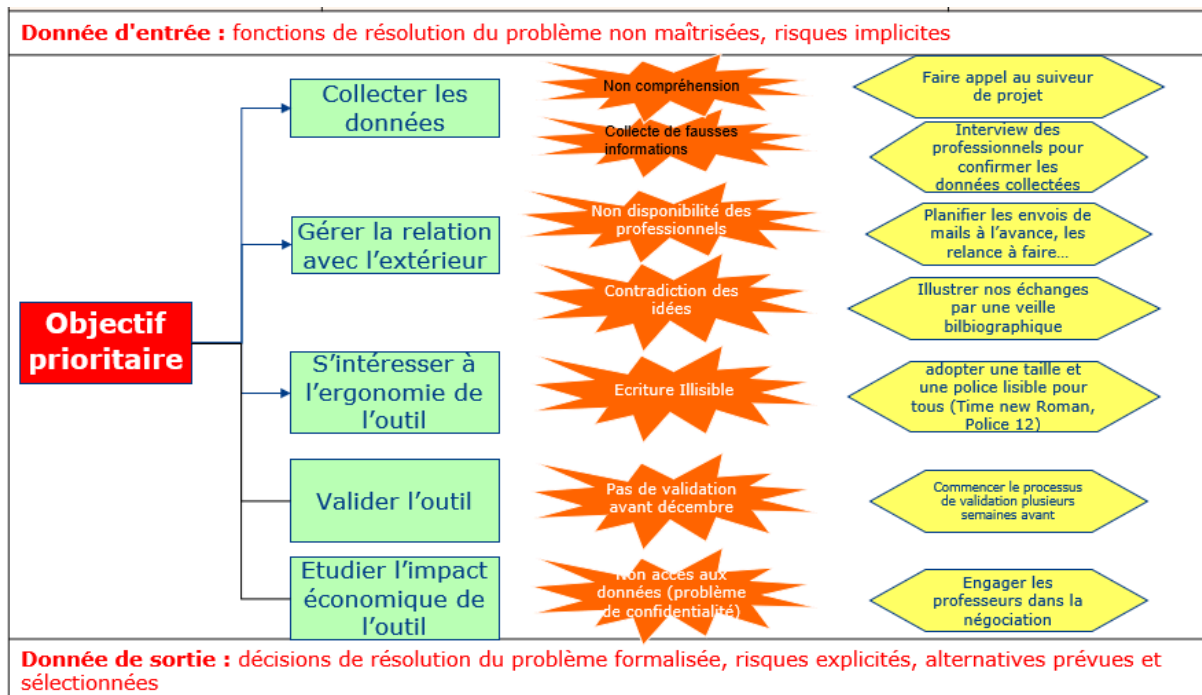 Donnée d'entrée : fonctions de résolution du problème non maîtrisées, risques implicites
Collecter les
données
Non compréhension
Faire appel au suiveur
de projet
Collecte de fausses
informations
Interview des
professionnels pour
confirmer les
données collectées
Gérer la relation
avec l'extérieur
Non disponibilité des
professionnels
Planifier les envois de
mails à l'avance, les
relance à faire...
Contradiction des
idées
Illustrer nos échanges
par une veille
bilbiographique
Objectif
prioritaire
S'intéresser à
l'ergonomie de
l'outil
Ecriture Illisible
adopter une taille et
une police lisible pour
tous (Time new Roman,
Police 12)
Valider l'outil
Pas de validation
avant décembre
Commencer le processus
de validation plusieurs
semaines avant
Etudier l'impact
économique de
l'outil
Non accès aux
données (problème
de confidentialité)
Engager les
professeurs dans la
négociation
Donnée de sortie : décisions de résolution du problème formalisée, risques explicités, alternatives prévues et
sélectionnées